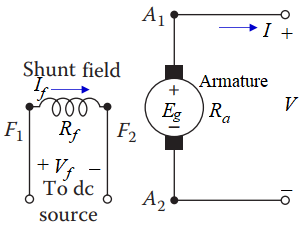 A1
I +
Shunt field
If
Armature
+
Eg
Ra
V
F1
Rf
F2
−
+ Vf −
To dc
source
A2
−